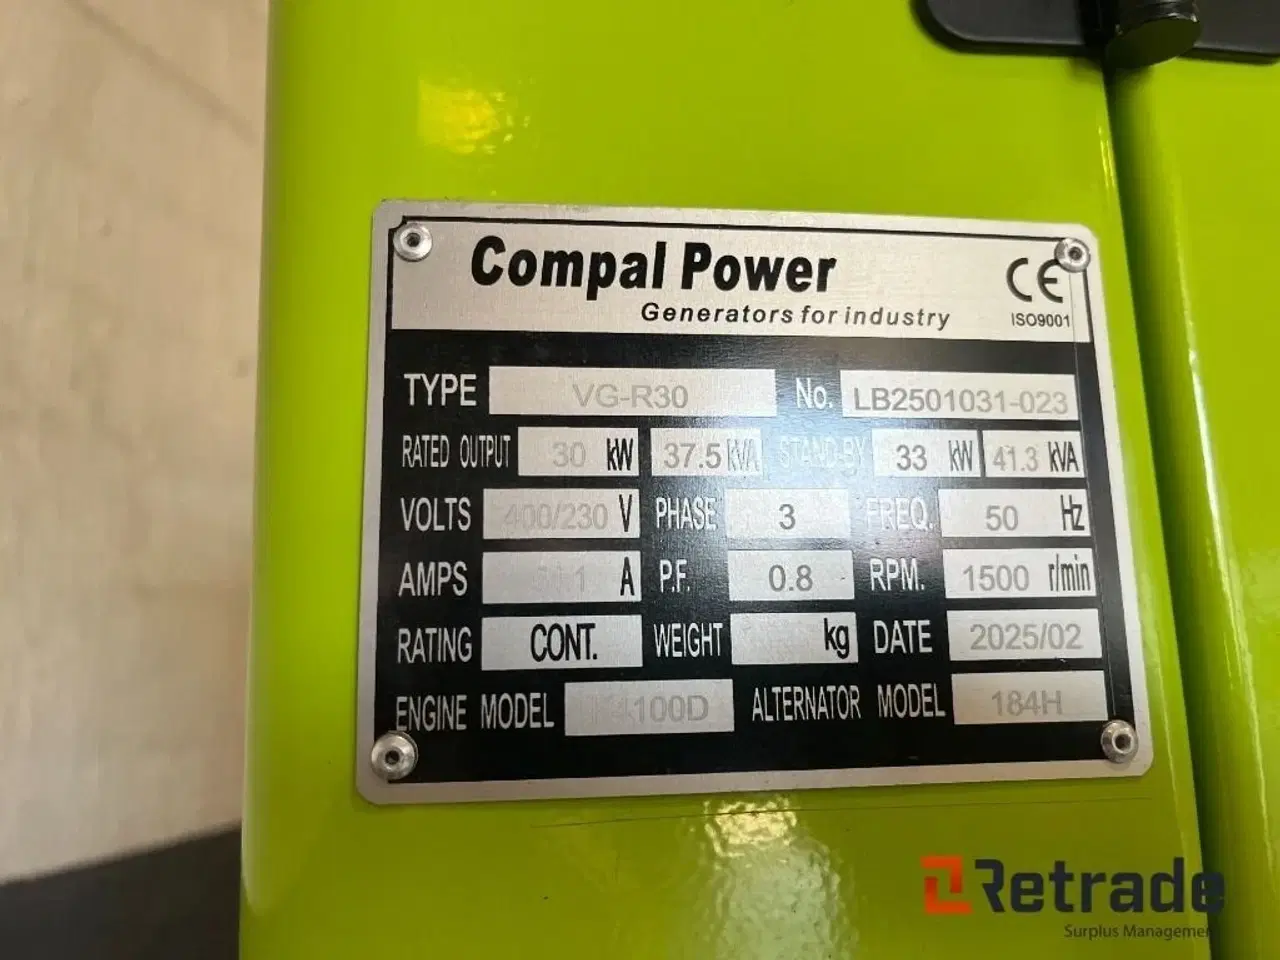 Compal Power
Generators for industry
CE
ISO9001
TYPE VG-R30 No. LB2501031-023
RATED OUTPUT 30 kW 37.5 kVA STAND-BY 33 kW 41.3 kVA
VOLTS 400/230 V PHASE 3 FREQ. 50 Hz
AMPS A P.F. 0.8 RPM. 1500 r/min
RATING CONT. WEIGHT kg DATE 2025/02
ENGINE MODEL ALTERNATOR MODEL 184H
Retrade
Surplus Management